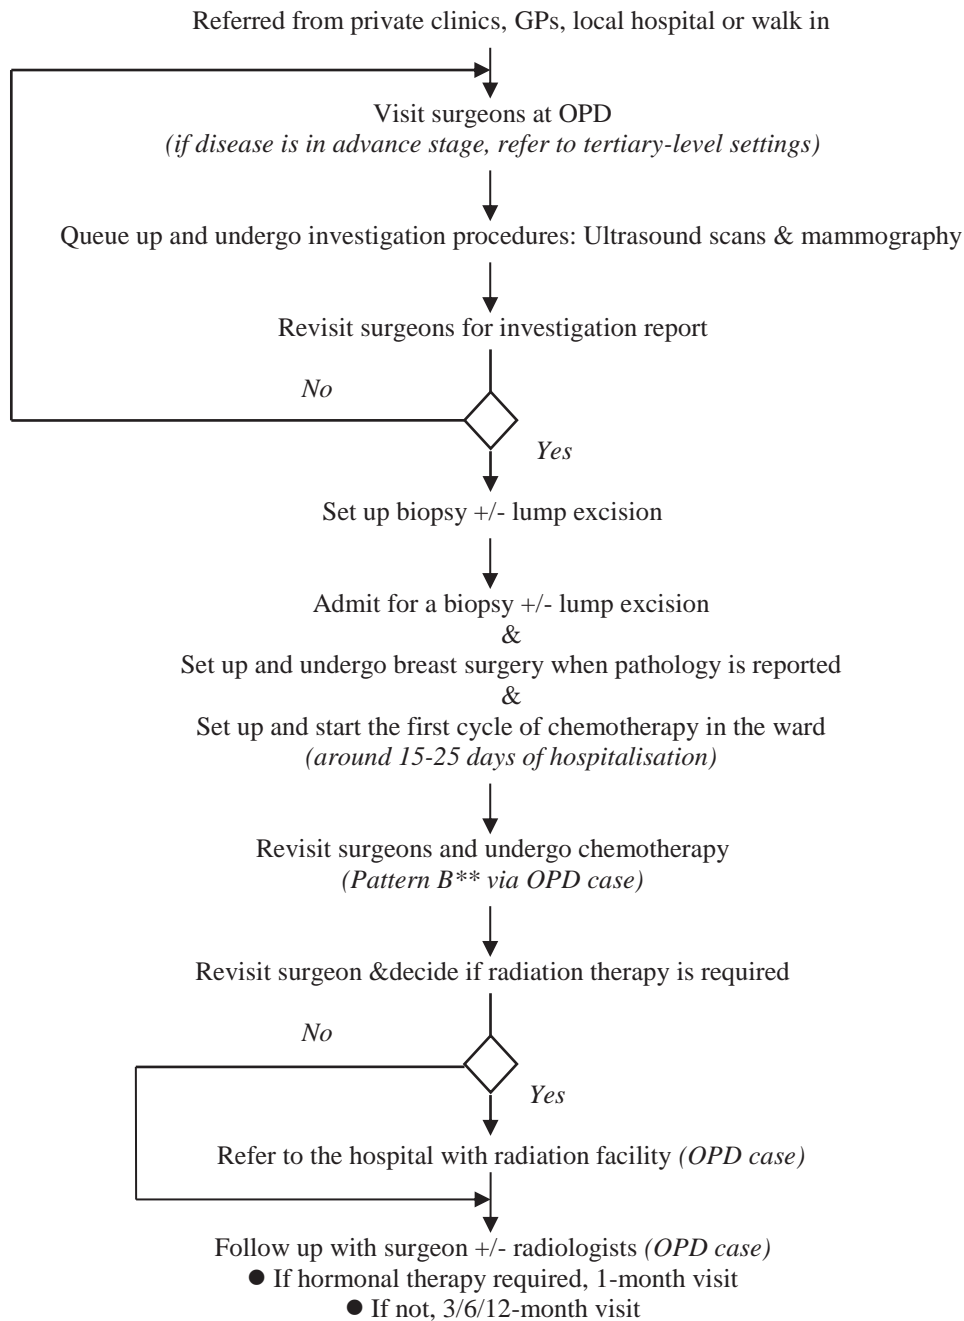 Referred from private clinics, GPs, local hospital or walk in
Visit surgeons at OPD
(if disease is in advance stage, refer to tertiary-level settings)
Queue up and undergo investigation procedures: Ultrasound scans & mammography
Revisit surgeons for investigation report
No
Yes
Set up biopsy +/- lump excision
Admit for a biopsy +/- lump excision
&
Set up and undergo breast surgery when pathology is reported
&
Set up and start the first cycle of chemotherapy in the ward
(around 15-25 days of hospitalisation)
Revisit surgeons and undergo chemotherapy
(Pattern B** via OPD case)
Revisit surgeon &decide if radiation therapy is required
No
Yes
Refer to the hospital with radiation facility (OPD case)
Follow up with surgeon +/- radiologists (OPD case)
● If hormonal therapy required, 1-month visit
● If not, 3/6/12-month visit